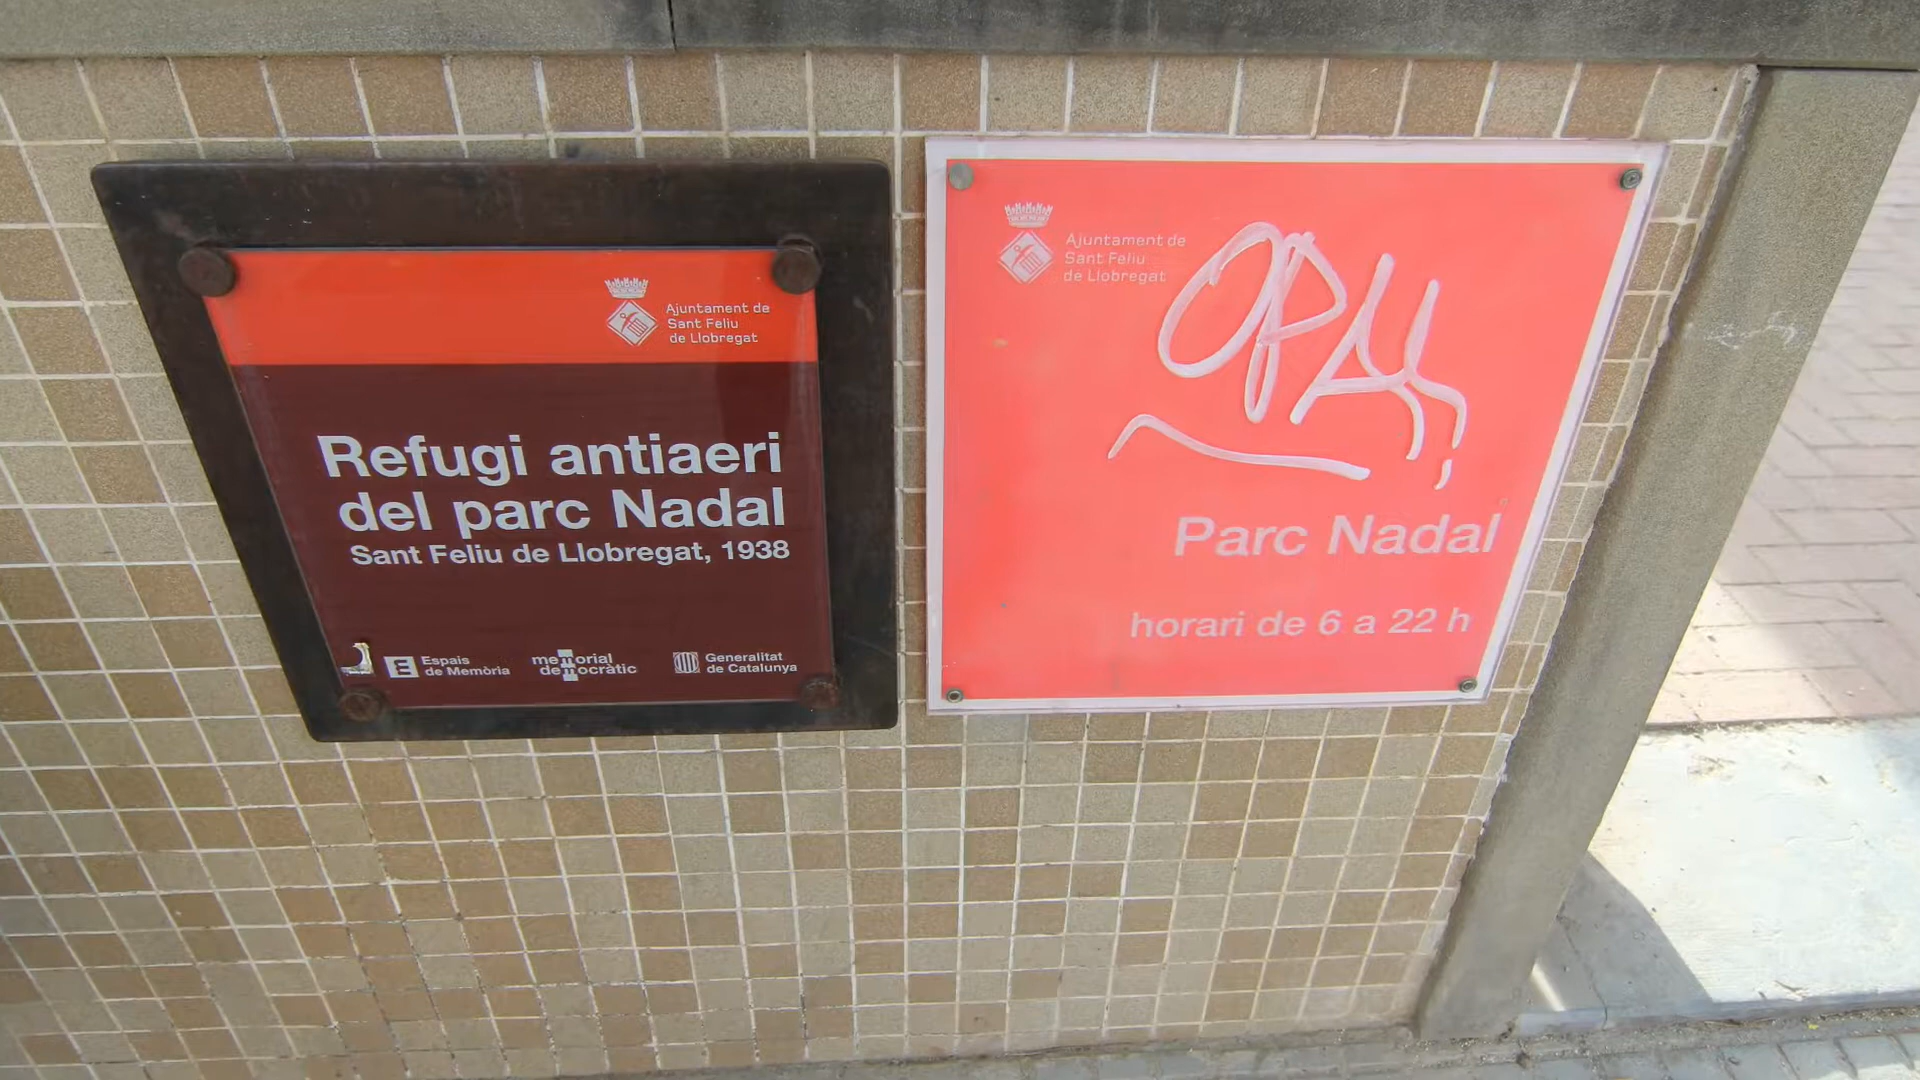 Ajuntament de
Sant Feliu
de Llobregat
Refugi antiaeri
del parc Nadal
Sant Feliu de Llobregat, 1938
Espais
de Memòria
memorial
democràtic
Generalitat
de Catalunya
Ajuntament de
Sant Feliu
de Llobregat
Parc Nadal
horari de 6 a 22 h